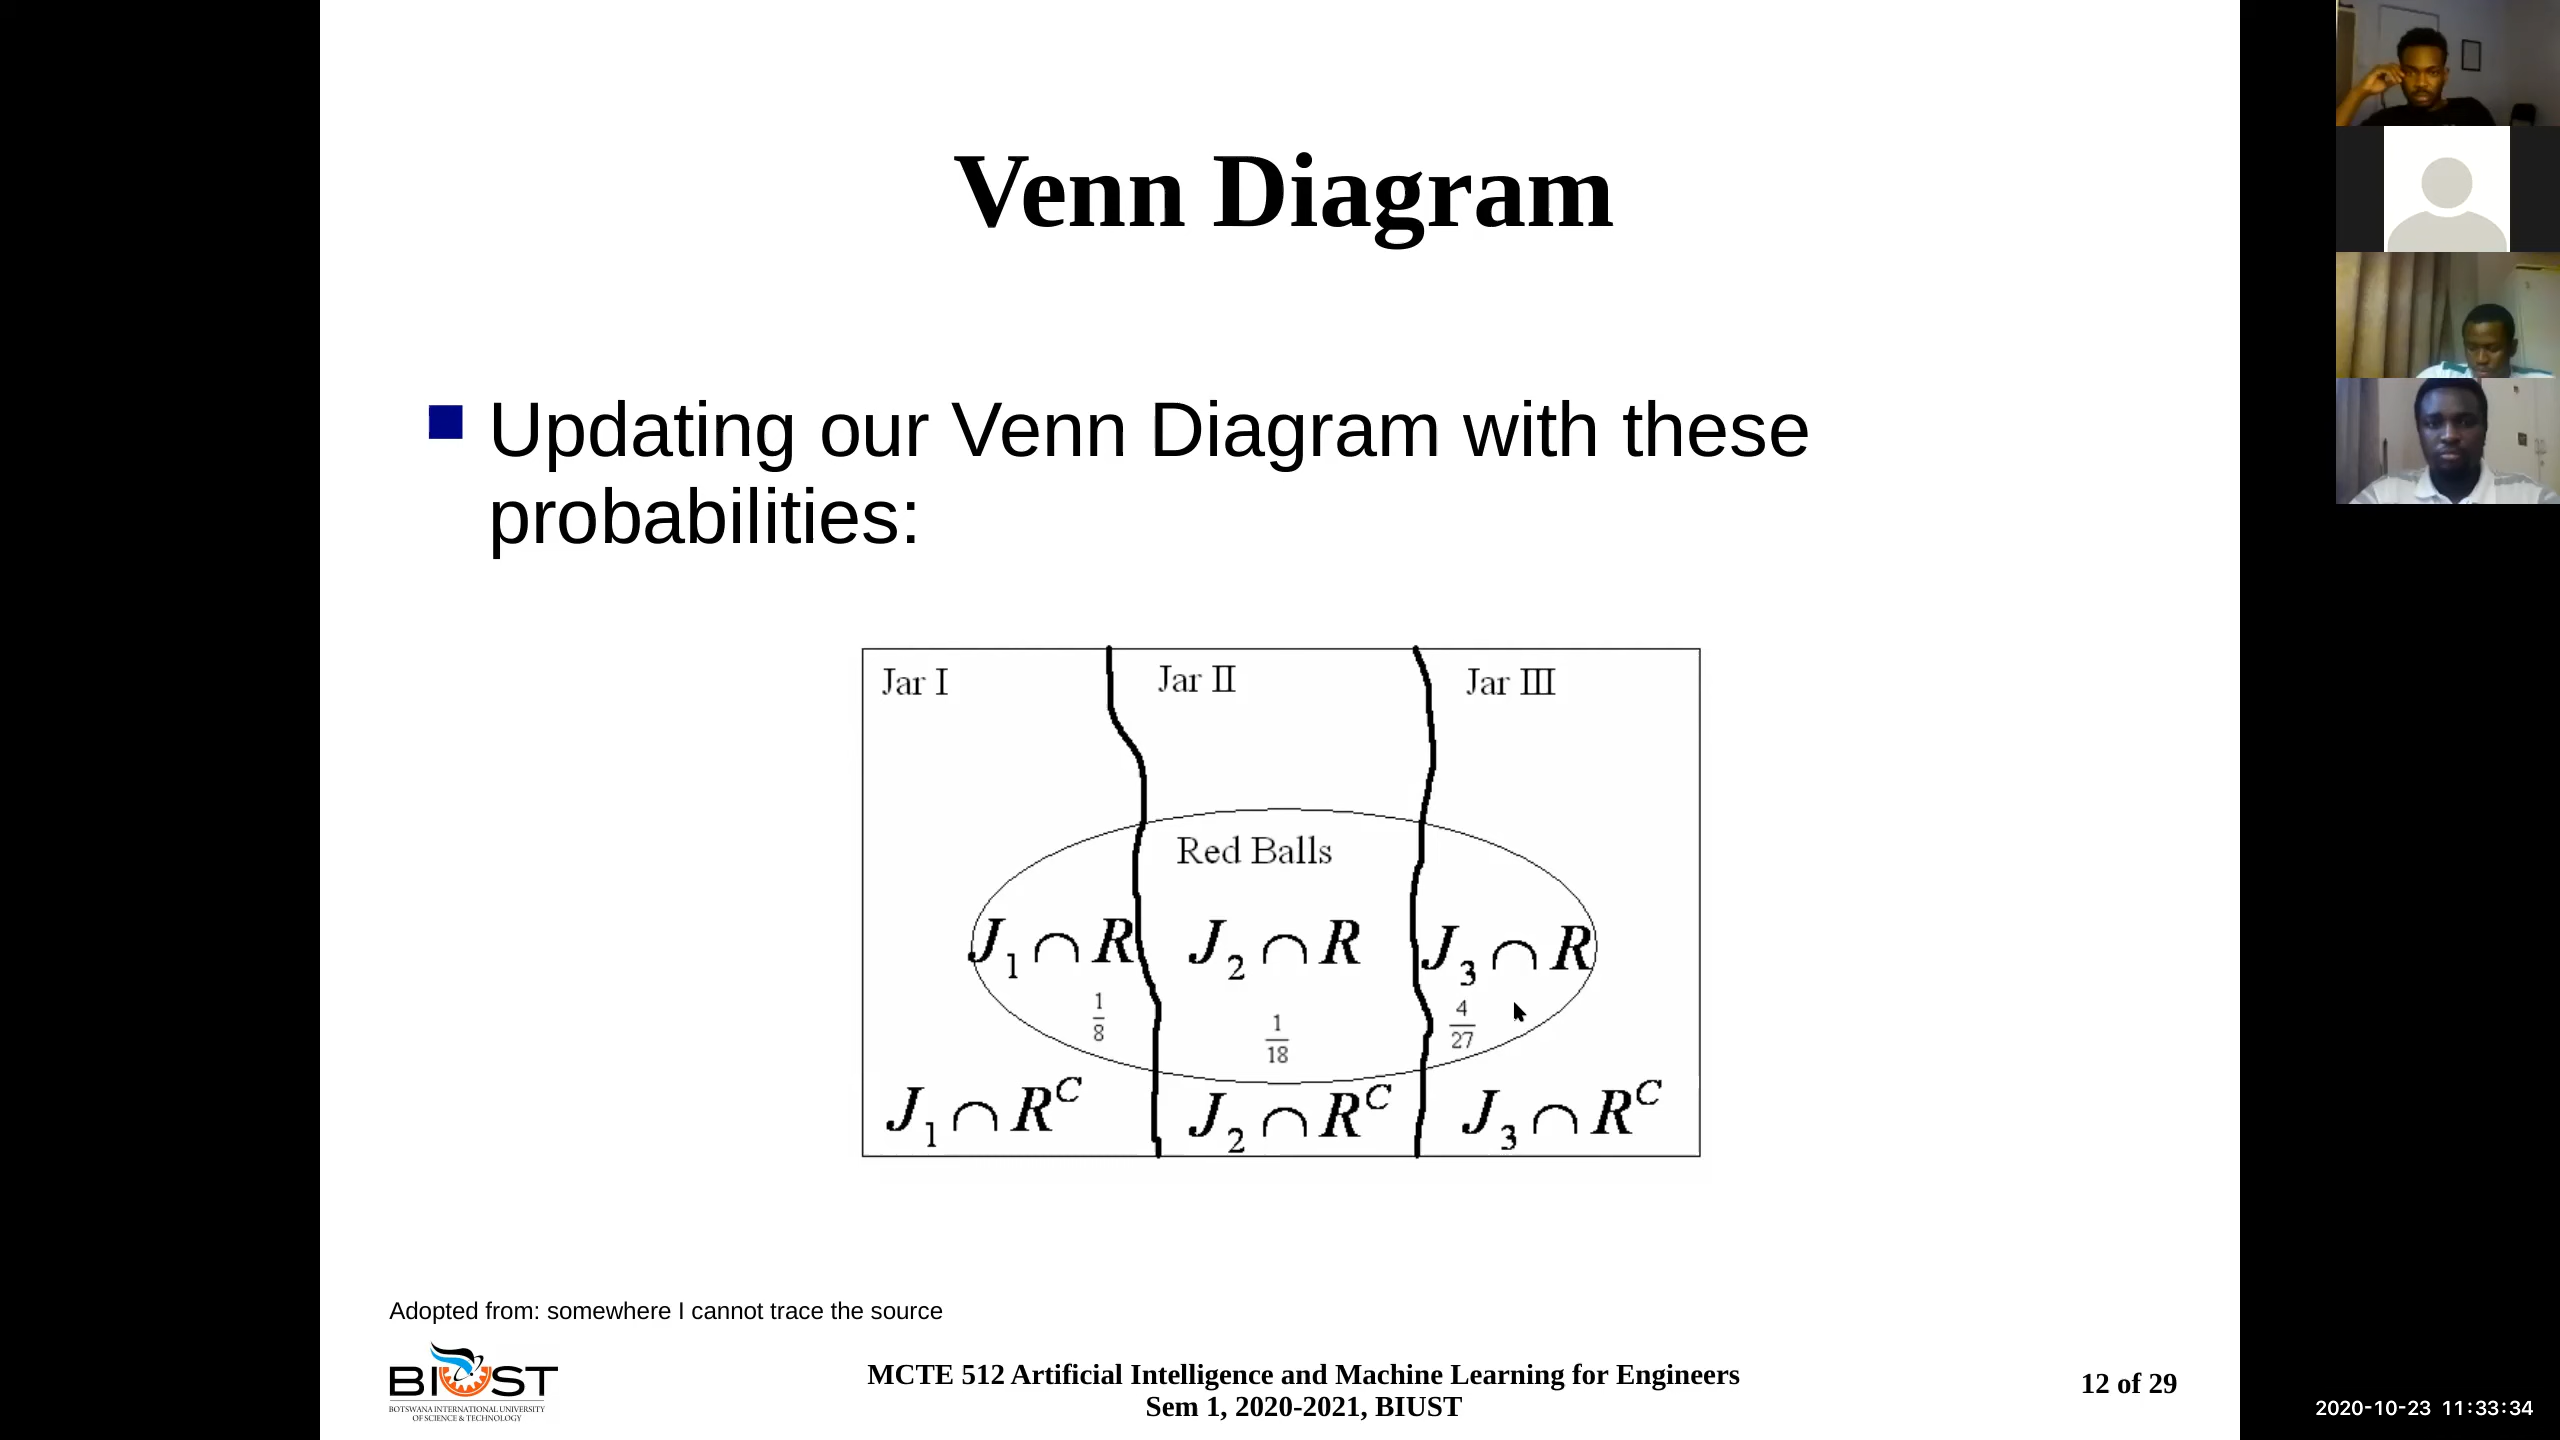 Venn Diagram
Updating our Venn Diagram with these
probabilities:
Jar I
Jar II
Jar III
Red Balls
J₁ ∩ R
J₂ ∩ R
J₃ ∩ R
1/8
1/18
4/27
J₁ ∩ Rᶜ
J₂ ∩ Rᶜ
J₃ ∩ Rᶜ
Adopted from: somewhere I cannot trace the source
BIUST
BOTSWANA INTERNATIONAL UNIVERSITY
OF SCIENCE & TECHNOLOGY
MCTE 512 Artificial Intelligence and Machine Learning for Engineers
Sem 1, 2020-2021, BIUST
12 of 29
2020-10-23 11:33:34